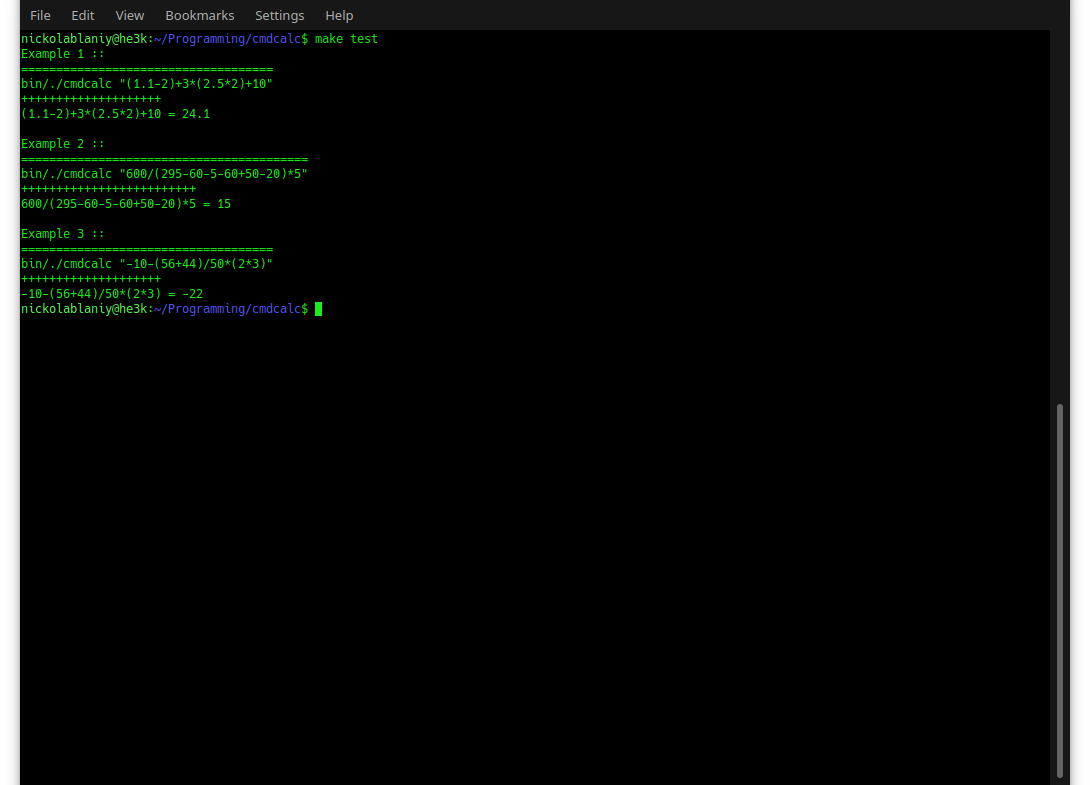 File Edit View Bookmarks Settings Help
nickolablaniy@he3k:~/Programming/cmdcalc$ make test
Example 1 ::
====================================
bin/./cmdcalc "(1.1-2)+3*(2.5*2)+10"
++++++++++++++++++++
(1.1-2)+3*(2.5*2)+10 = 24.1
Example 2 ::
=========================================
bin/./cmdcalc "600/(295-60-5-60+50-20)*5"
+++++++++++++++++++++++++
600/(295-60-5-60+50-20)*5 = 15
Example 3 ::
====================================
bin/./cmdcalc "-10-(56+44)/50*(2*3)"
++++++++++++++++++++
-10-(56+44)/50*(2*3) = -22
nickolablaniy@he3k:~/Programming/cmdcalc$